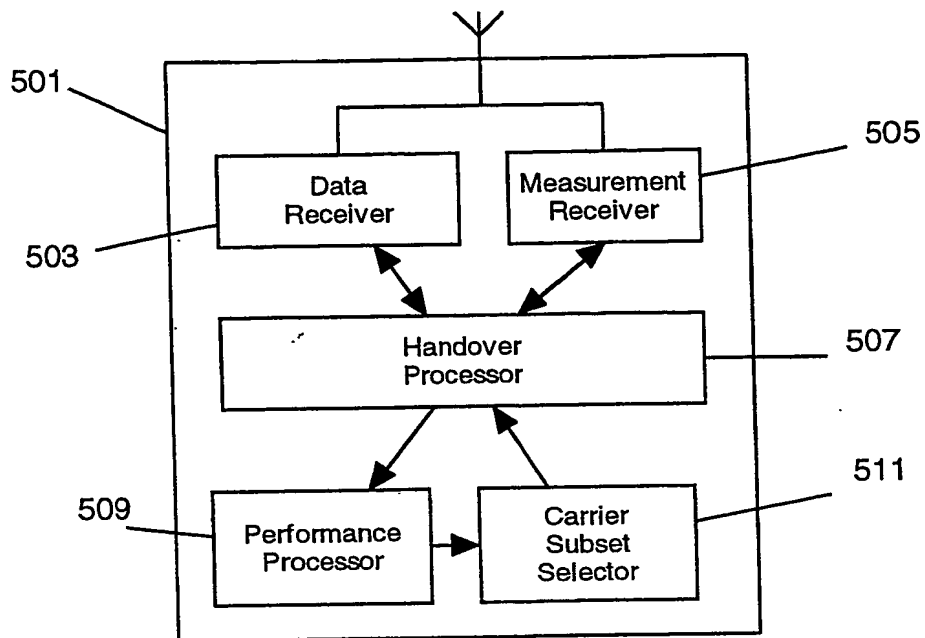 501
505
Data
Receiver
Measurement
Receiver
503
Handover
Processor
507
511
509
Performance
Processor
Carrier
Subset
Selector